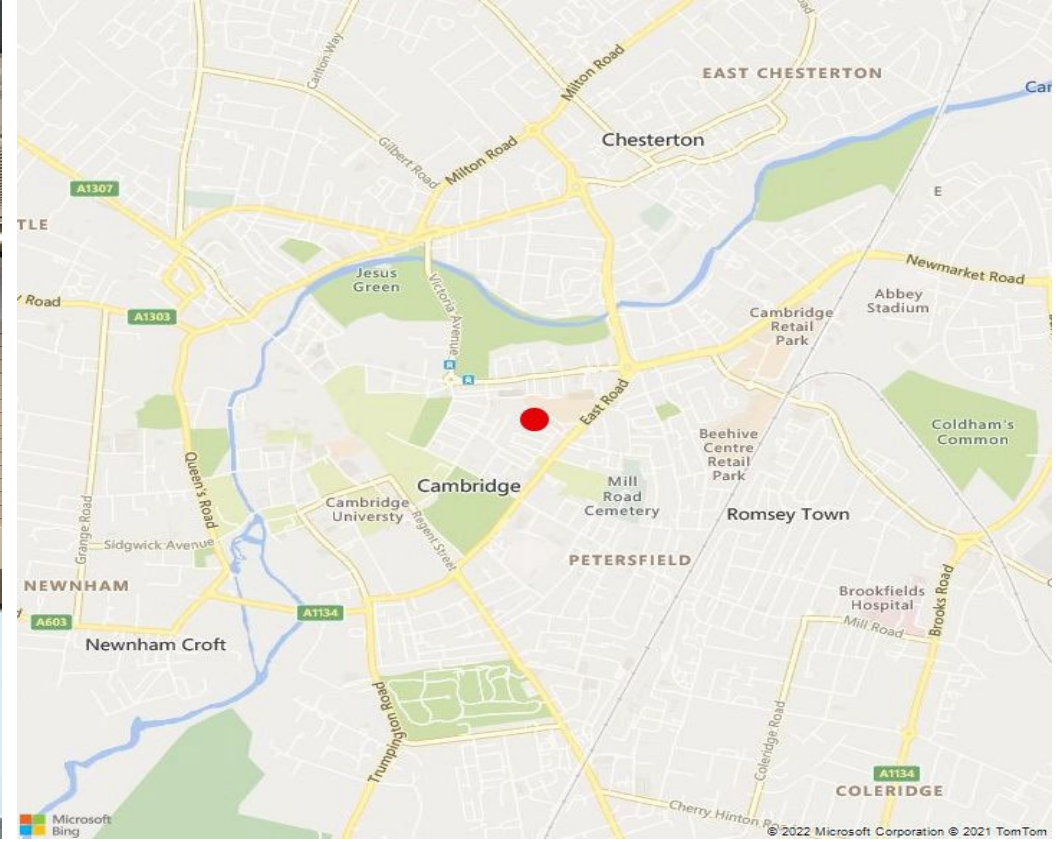 Carlton Way
Milton Road
EAST CHESTERTON
Chesterton
Gilbert Road
Milton Road
A1307
E
TLE
Jesus
Green
Victoria Avenue
Newmarket Road
Abbey
Stadium
Road
A1303
Cambridge
Retail
Park
R
R
East Road
Coldham's
Common
Beehive
Centre
Retail
Park
Queen's Road
Cambridge
Mill
Road
Cemetery
Cambridge
Universty
Regent Street
Romsey Town
Grange Road
Sidgwick Avenue
PETERSFIELD
NEWNHAM
Brookfields
Hospital
Brooks Road
A1134
A603
Mill Road
Newnham Croft
Trumpington Road
Coleridge Road
A1134
COLERIDGE
Cherry Hinton
Microsoft
Bing
© 2022 Microsoft Corporation © 2021 TomTom